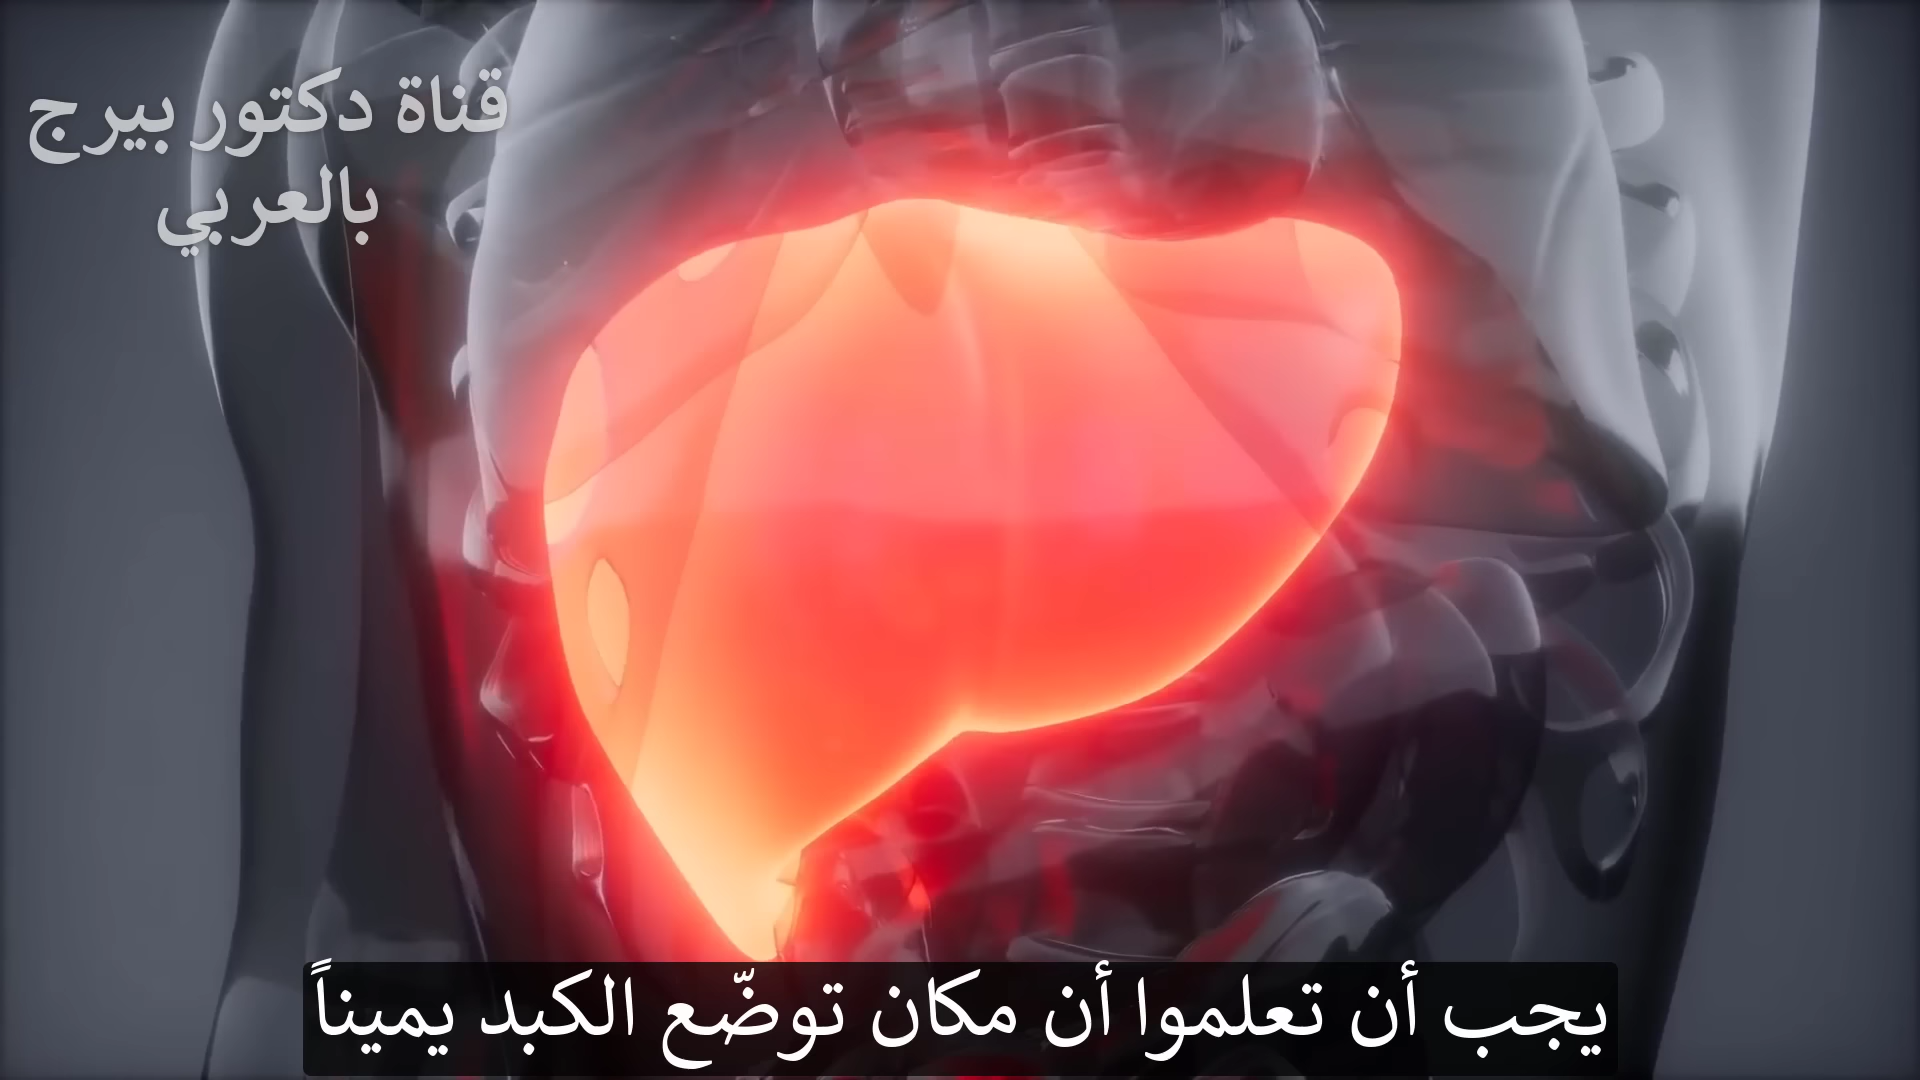 قناة دكتور بيرج
بالعربي
يجب أن تعلموا أن مكان توضّع الكبد يميناً